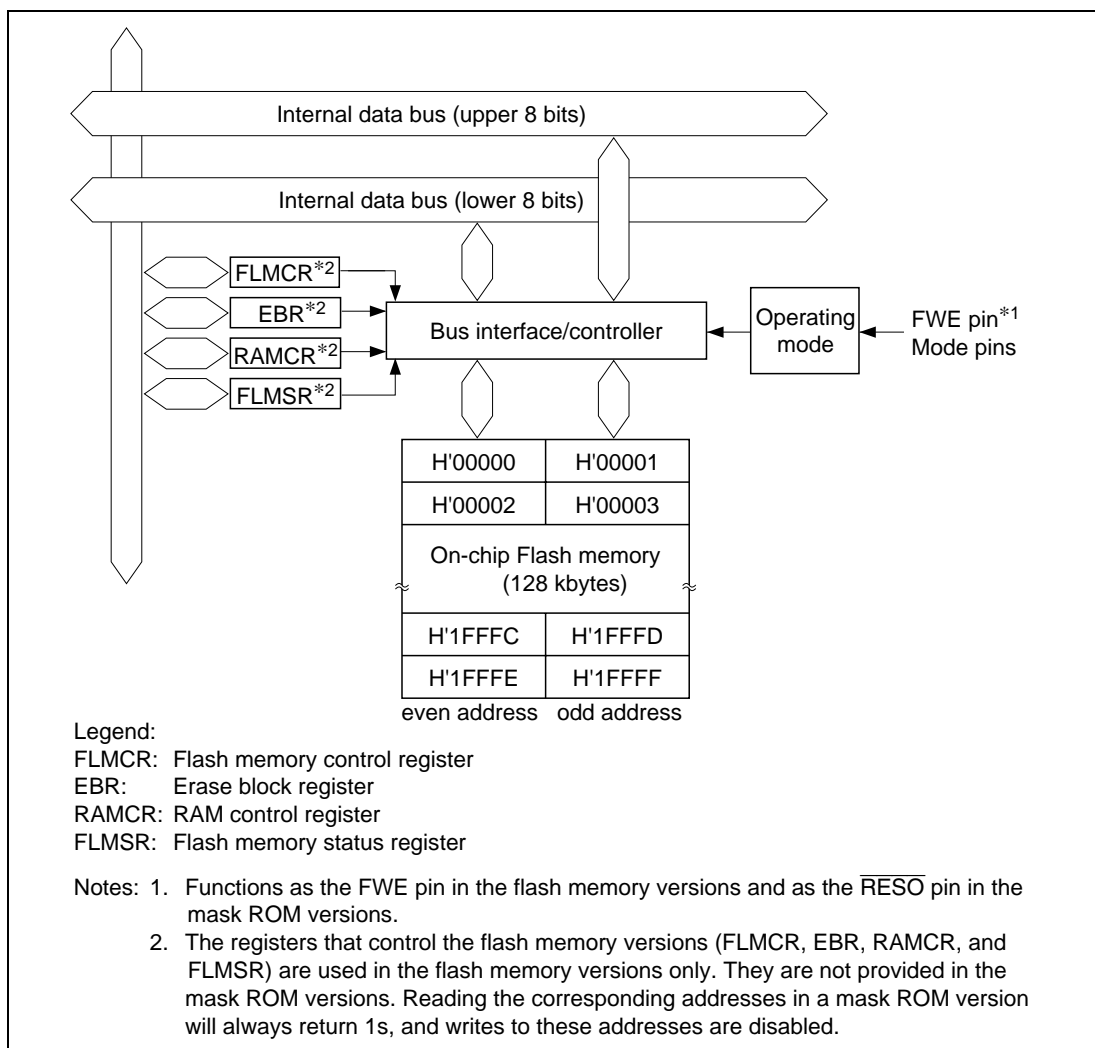 Internal data bus (upper 8 bits)
Internal data bus (lower 8 bits)
FLMCR*2
EBR*2
RAMCR*2
FLMSR*2
Bus interface/controller
Operating
mode
FWE pin*1
Mode pins
H'00000 H'00001
H'00002 H'00003
On-chip Flash memory
(128 kbytes)
H'1FFFC H'1FFFD
H'1FFFE H'1FFFF
even address odd address
Legend:
FLMCR: Flash memory control register
EBR: Erase block register
RAMCR: RAM control register
FLMSR: Flash memory status register
Notes: 1. Functions as the FWE pin in the flash memory versions and as the R̅E̅S̅O̅ pin in the
mask ROM versions.
2. The registers that control the flash memory versions (FLMCR, EBR, RAMCR, and
FLMSR) are used in the flash memory versions only. They are not provided in the
mask ROM versions. Reading the corresponding addresses in a mask ROM version
will always return 1s, and writes to these addresses are disabled.